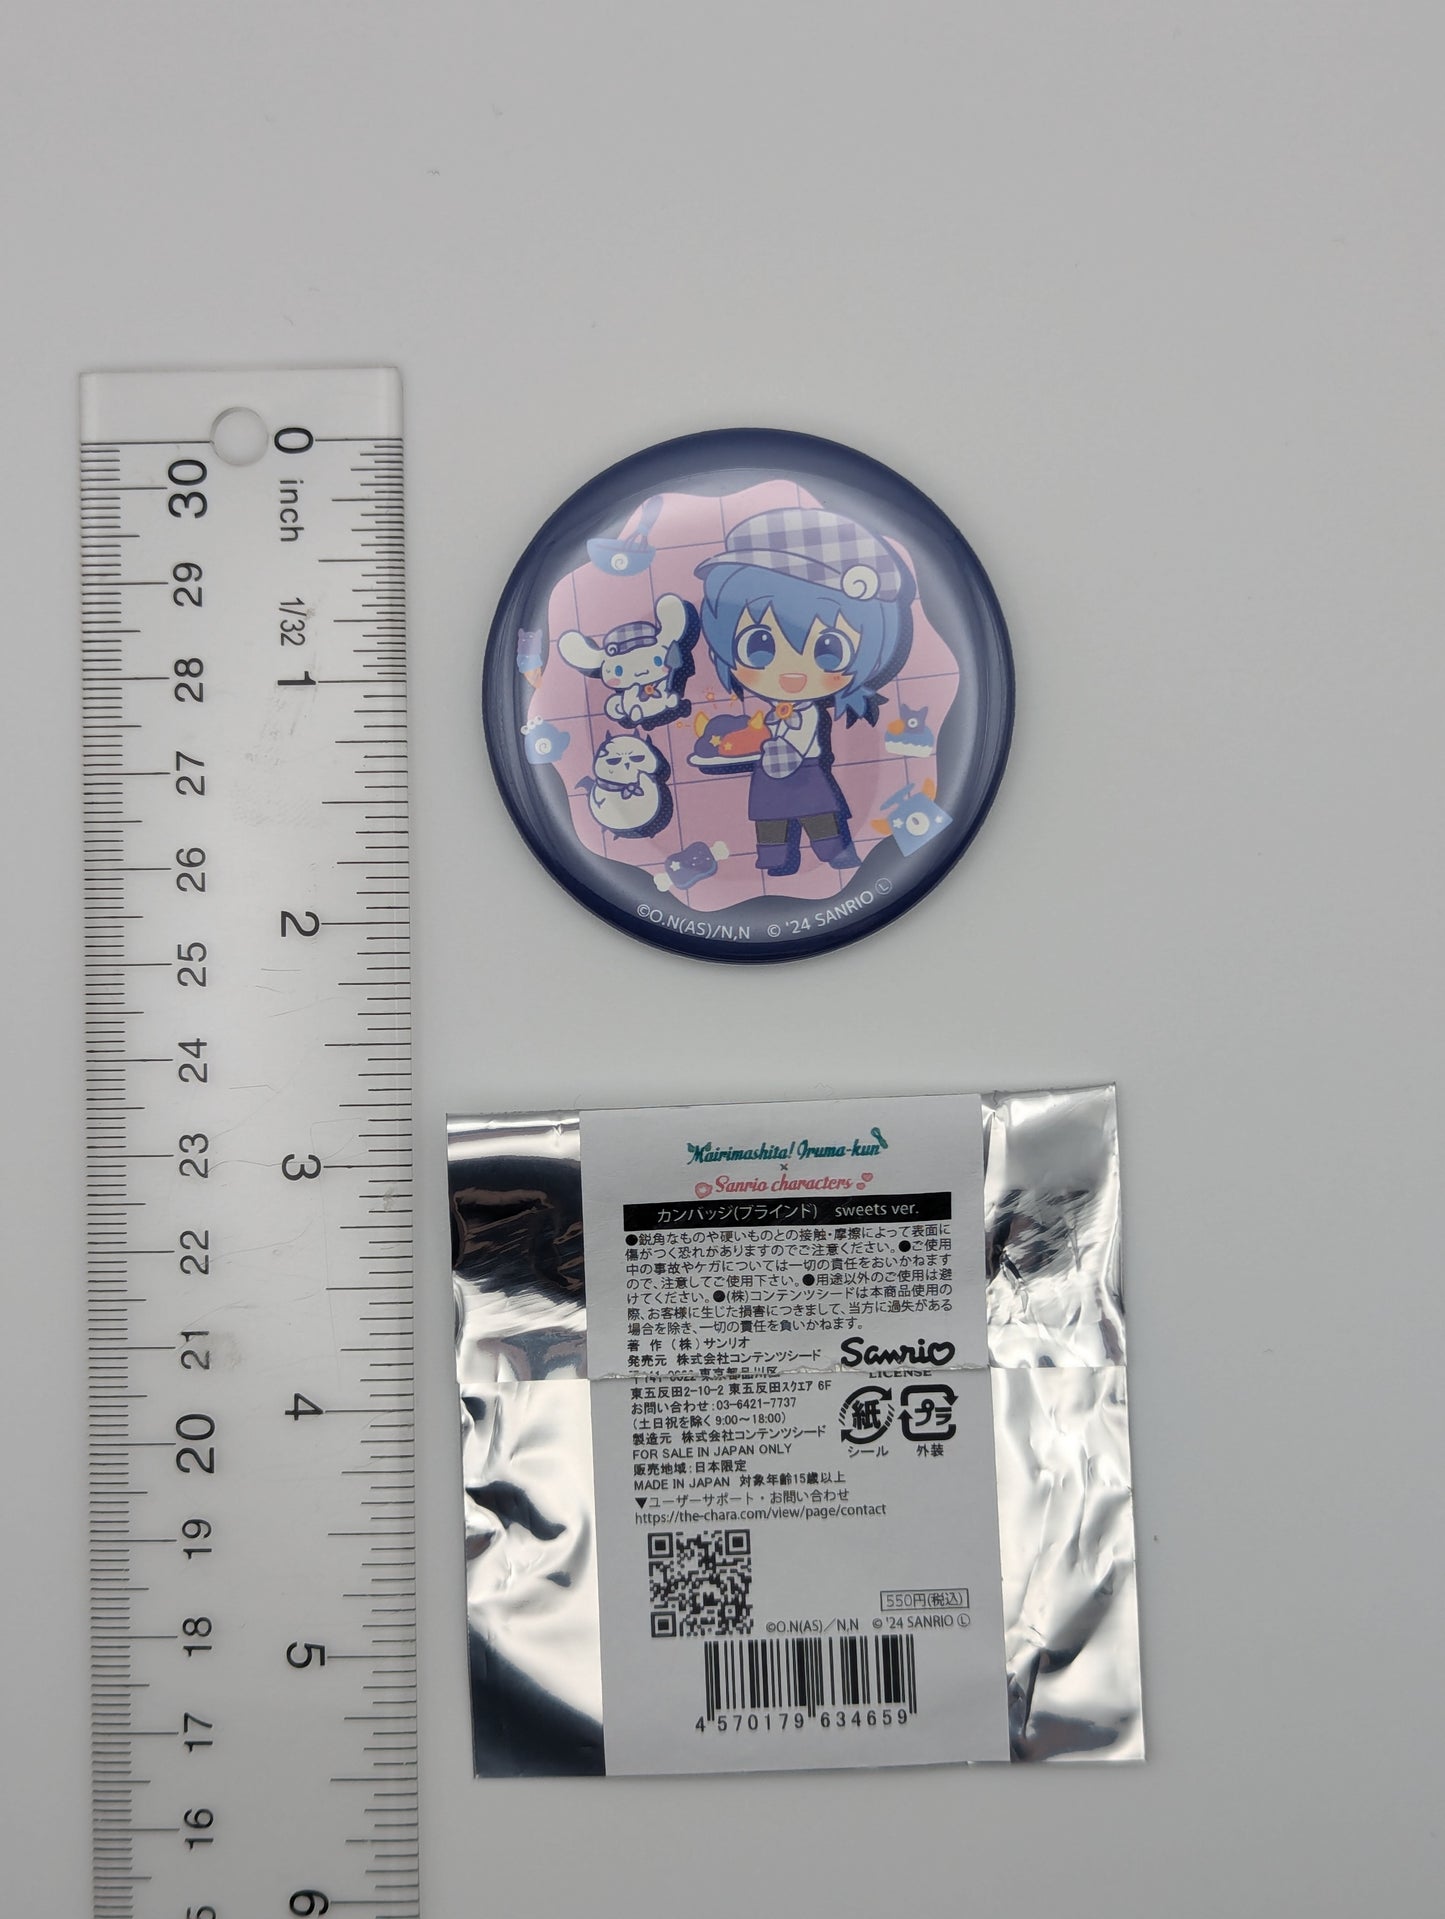 0
inch
1/32
1
2
3
4
5
6
30
29
28
27
26
25
24
23
22
21
20
19
18
17
16
©O.N(AS)/N,N © '24 SANRIO Ⓛ
Mairimashita! Iruma-kun
×
Sanrio characters
カンバッジ(ブラインド) sweets ver.
●鋭角なものや硬いものとの接触・摩擦によって表面に
傷がつく恐れがありますのでご注意ください。●ご使用
中の事故やケガについては一切の責任をおいかねます
ので、注意してご使用下さい。●用途以外のご使用は避
けてください。●(株)コンテンツシードは本商品使用の
際、お客様に生じた損害につきまして、当方に過失がある
場合を除き、一切の責任を負いかねます。
著 作 (株) サンリオ
発売元 株式会社コンテンツシード
Sanrio
LICENSE
東京都品川区
東五反田2-10-2 東五反田スクエア 6F
お問い合わせ:03-6421-7737
(土日祝を除く 9:00〜18:00)
製造元 株式会社コンテンツシード
紙
シール
プラ
外装
FOR SALE IN JAPAN ONLY
販売地域:日本限定
MADE IN JAPAN 対象年齢15歳以上
▼ユーザーサポート・お問い合わせ
https://the-chara.com/view/page/contact
550円(税込)
©O.N(AS)/N,N © '24 SANRIO Ⓛ
4 570179 634659